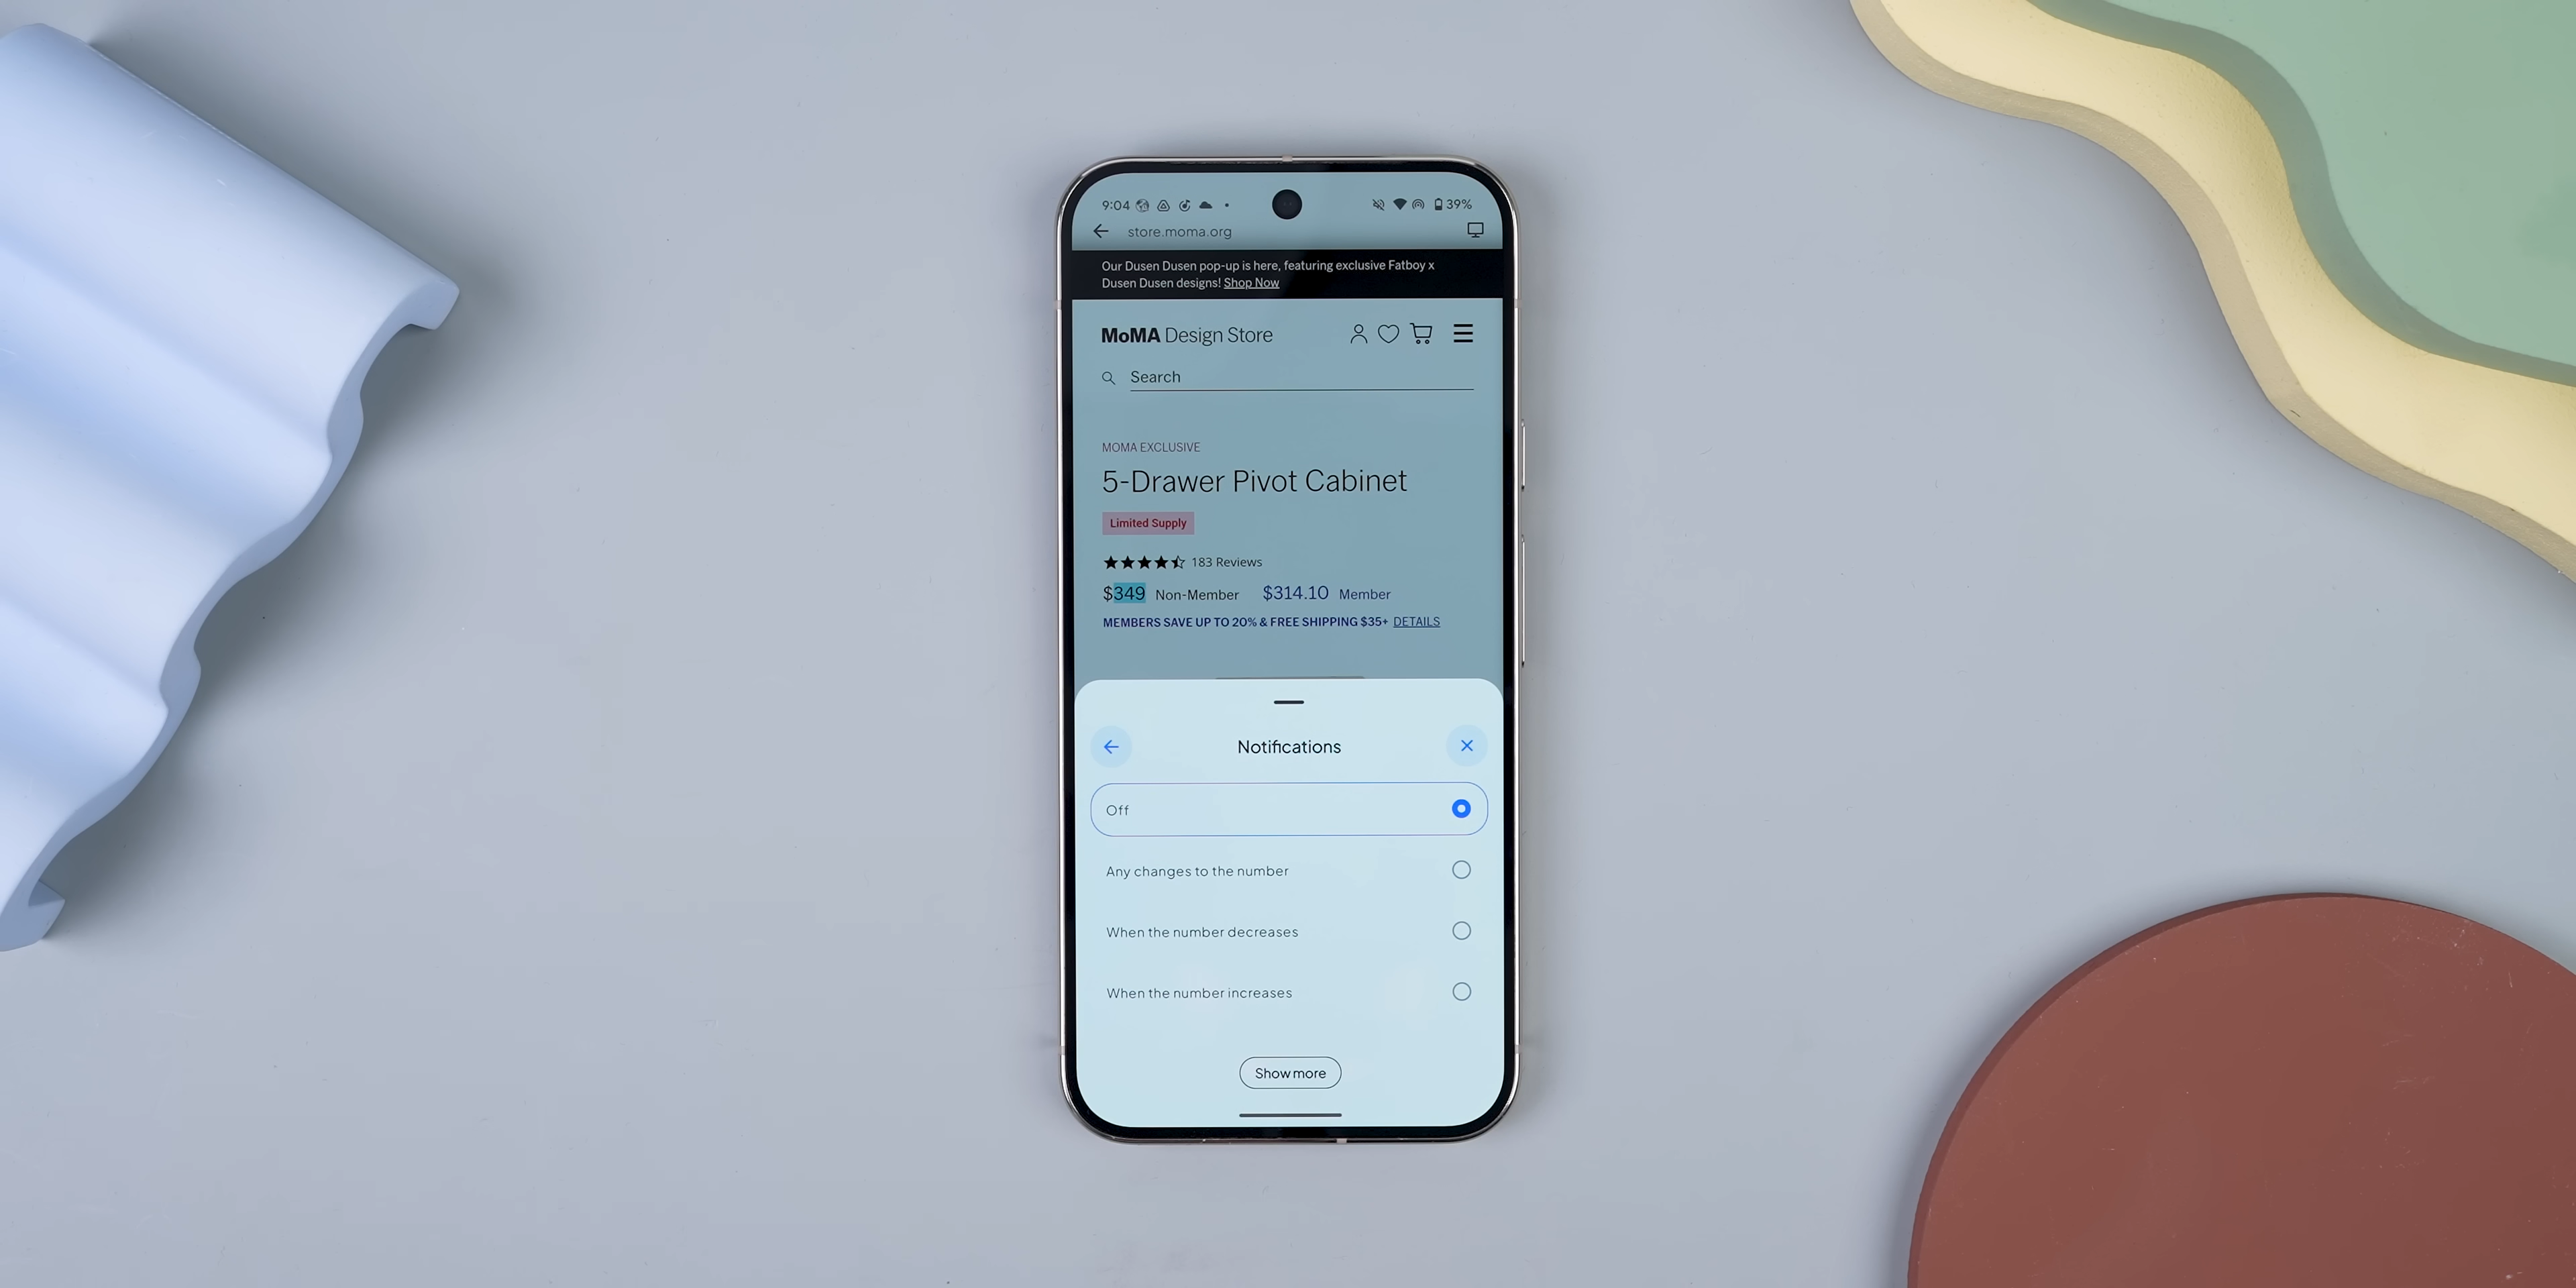 9:04
39%
store.moma.org
Our Dusen Dusen pop-up is here, featuring exclusive Fatboy x
Dusen Dusen designs! Shop Now
MoMA Design Store
Search
MOMA EXCLUSIVE
5-Drawer Pivot Cabinet
Limited Supply
183 Reviews
$349 Non-Member $314.10 Member
MEMBERS SAVE UP TO 20% & FREE SHIPPING $35+ DETAILS
Notifications
Off
Any changes to the number
When the number decreases
When the number increases
Show more